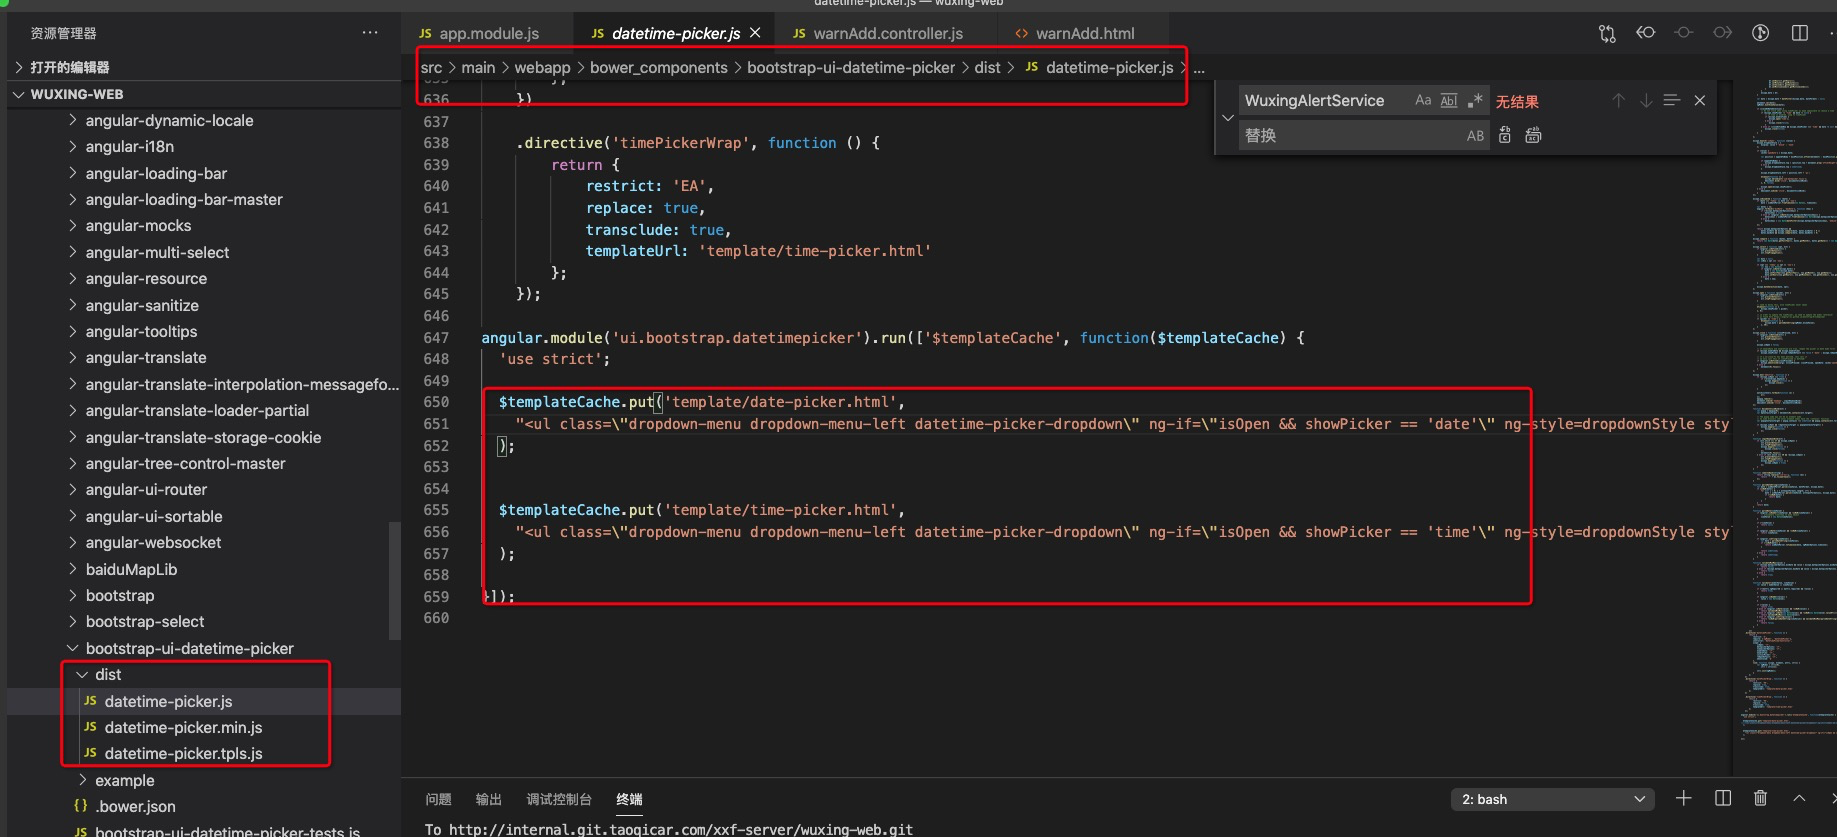 datetime-picker.js — wuxing-web
资源管理器
打开的编辑器
WUXING-WEB
angular-dynamic-locale
angular-i18n
angular-loading-bar
angular-loading-bar-master
angular-mocks
angular-multi-select
angular-resource
angular-sanitize
angular-tooltips
angular-translate
angular-translate-interpolation-messagefo...
angular-translate-loader-partial
angular-translate-storage-cookie
angular-tree-control-master
angular-ui-router
angular-ui-sortable
angular-websocket
baiduMapLib
bootstrap
bootstrap-select
bootstrap-ui-datetime-picker
dist
JS datetime-picker.js
JS datetime-picker.min.js
JS datetime-picker.tpls.js
example
{} .bower.json
JS bootstrap-ui-datetime-picker-tests.js
JS app.module.js
JS datetime-picker.js
JS warnAdd.controller.js
<> warnAdd.html
src > main > webapp > bower_components > bootstrap-ui-datetime-picker > dist > JS datetime-picker.js > ...
WuxingAlertService Aa Abl .* 无结果
替换 AB
635 };
636 })
637
638 .directive('timePickerWrap', function () {
639 return {
640 restrict: 'EA',
641 replace: true,
642 transclude: true,
643 templateUrl: 'template/time-picker.html'
644 };
645 });
646
647 angular.module('ui.bootstrap.datetimepicker').run(['$templateCache', function($templateCache) {
648 'use strict';
649
650 $templateCache.put('template/date-picker.html',
651 "<ul class=\"dropdown-menu dropdown-menu-left datetime-picker-dropdown\" ng-if=\"isOpen && showPicker == 'date'\" ng-style=dropdownStyle sty
652 );
653
654
655 $templateCache.put('template/time-picker.html',
656 "<ul class=\"dropdown-menu dropdown-menu-left datetime-picker-dropdown\" ng-if=\"isOpen && showPicker == 'time'\" ng-style=dropdownStyle sty
657 );
658
659 }]);
660
问题 输出 调试控制台 终端
2: bash
To http://internal.git.taoqicar.com/xxf-server/wuxing-web.git